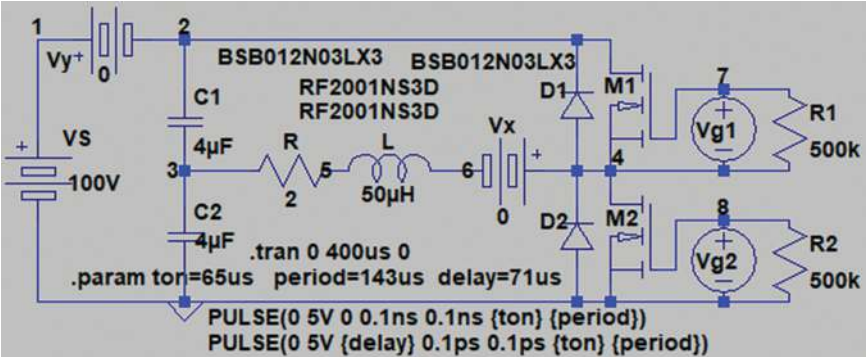 1
2
Vy
+
0
BSB012N03LX3
BSB012N03LX3
RF2001NS3D
RF2001NS3D
C1
4µF
D1
M1
7
+
Vg1
R1
500k
+
VS
100V
3
R
2
5
L
50µH
6
Vx
+
0
4
C2
4µF
D2
M2
8
+
Vg2
R2
500k
.tran 0 400us 0
.param ton=65us period=143us delay=71us
PULSE(0 5V 0 0.1ns 0.1ns {ton} {period})
PULSE(0 5V {delay} 0.1ps 0.1ps {ton} {period})